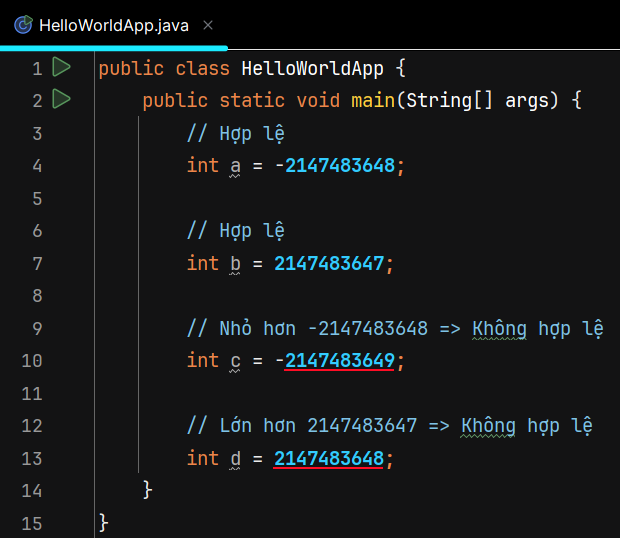 HelloWorldApp.java ×
1 public class HelloWorldApp {
2 public static void main(String[] args) {
3 // Hợp lệ
4 int a = -2147483648;
5
6 // Hợp lệ
7 int b = 2147483647;
8
9 // Nhỏ hơn -2147483648 => Không hợp lệ
10 int c = -2147483649;
11
12 // Lớn hơn 2147483647 => Không hợp lệ
13 int d = 2147483648;
14 }
15 }